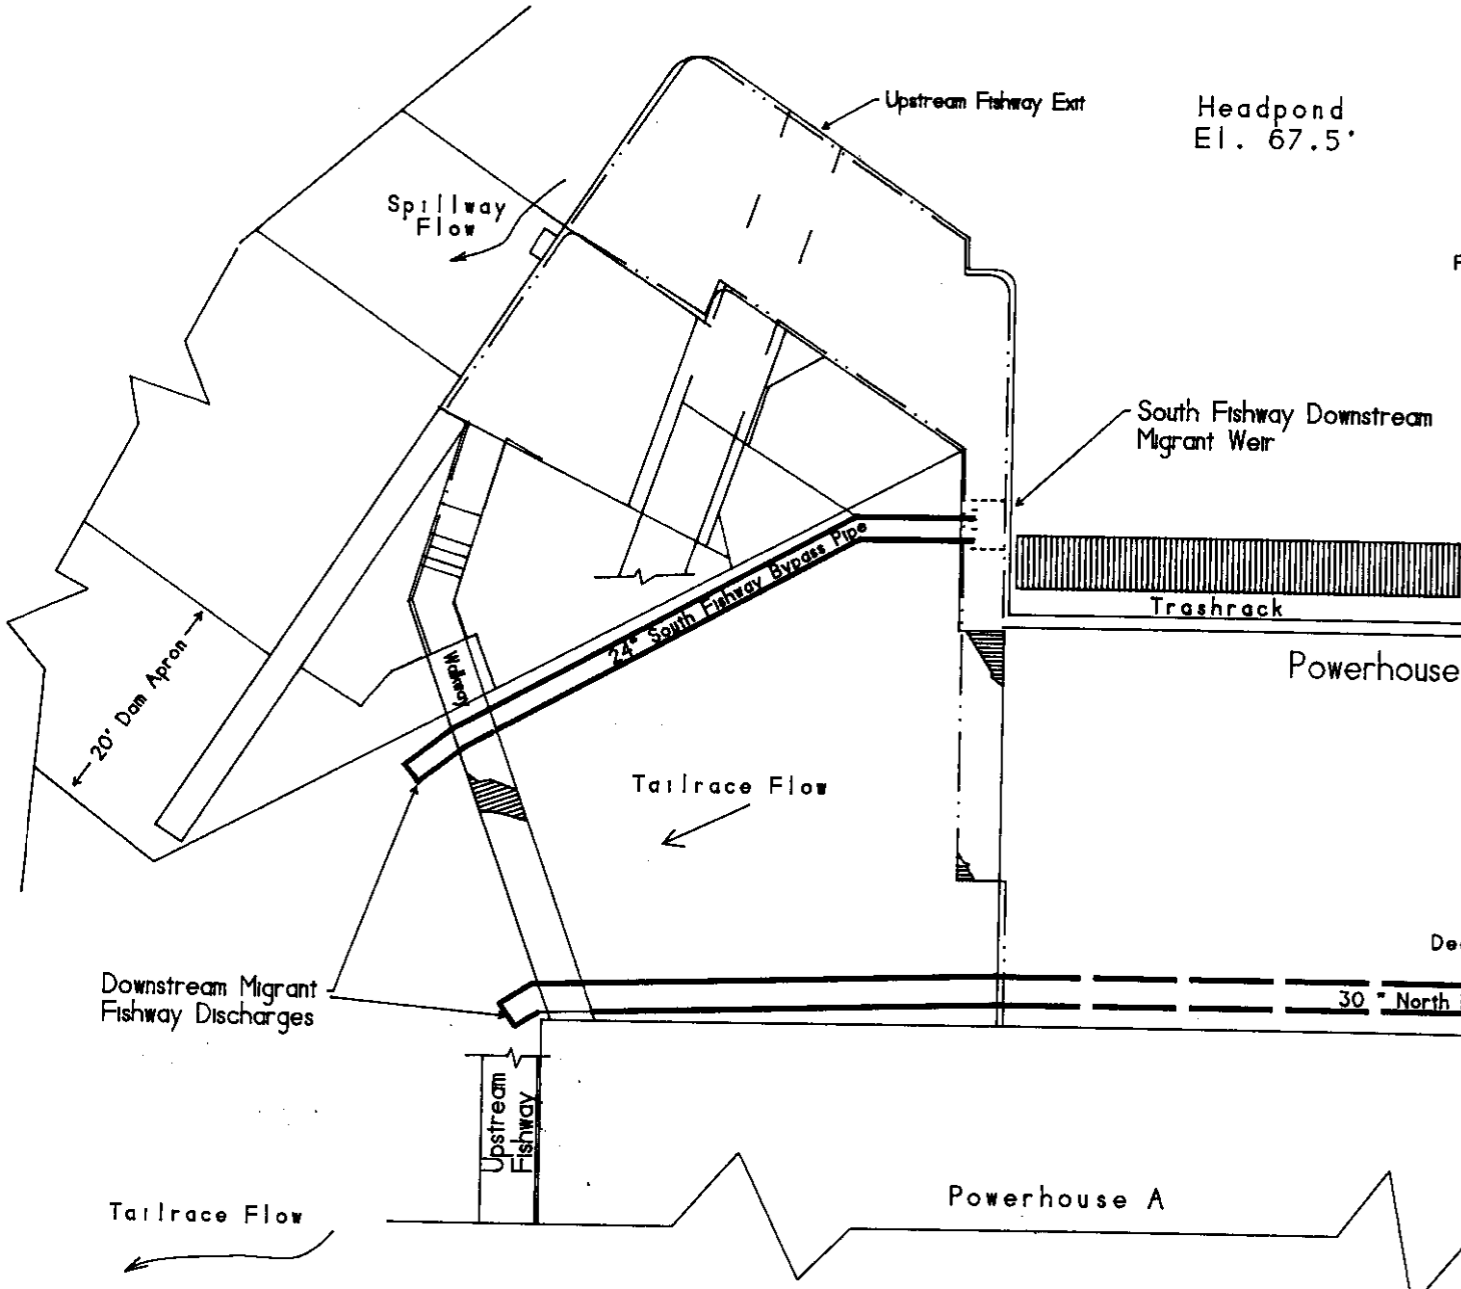 Upstream Fishway Exit
Headpond
El. 67.5'
Spillway
Flow
F
South Fishway Downstream
Migrant Weir
24" South Fishway Bypass Pipe
Trashrack
Powerhouse
Walkway
20' Dam Apron
Tailrace Flow
De
Downstream Migrant
Fishway Discharges
30 " North
Upstream
Fishway
Powerhouse A
Tailrace Flow